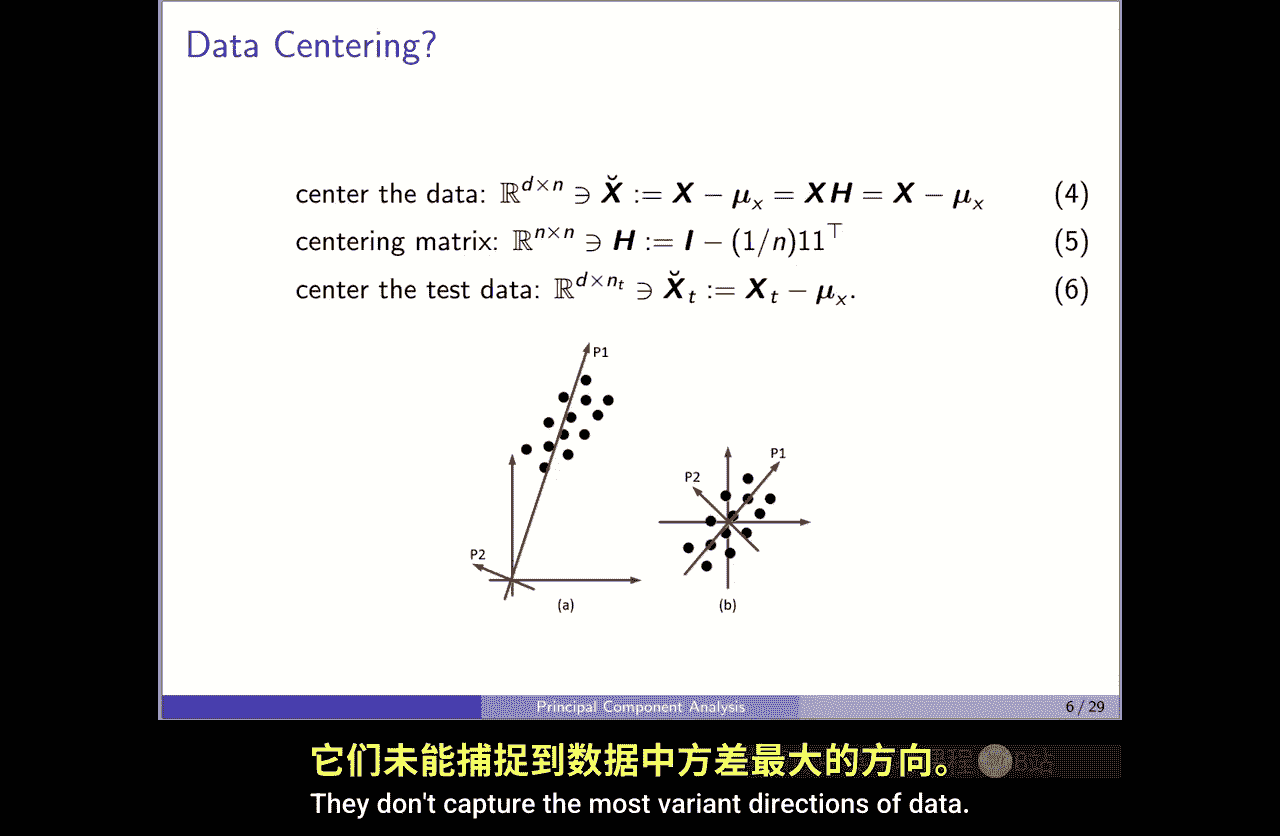 Data Centering?
center the data: ℝ^{d×n} ∋ X̆ := X − μ_x = XH = X − μ_x (4)
centering matrix: ℝ^{n×n} ∋ H := I − (1/n)11^⊤ (5)
center the test data: ℝ^{d×n_t} ∋ X̆_t := X_t − μ_x. (6)
P1
P2
(a)
P1
P2
(b)
Principal Component Analysis
6 / 29
它们未能捕捉到数据中方差最大的方向。
They don't capture the most variant directions of data.